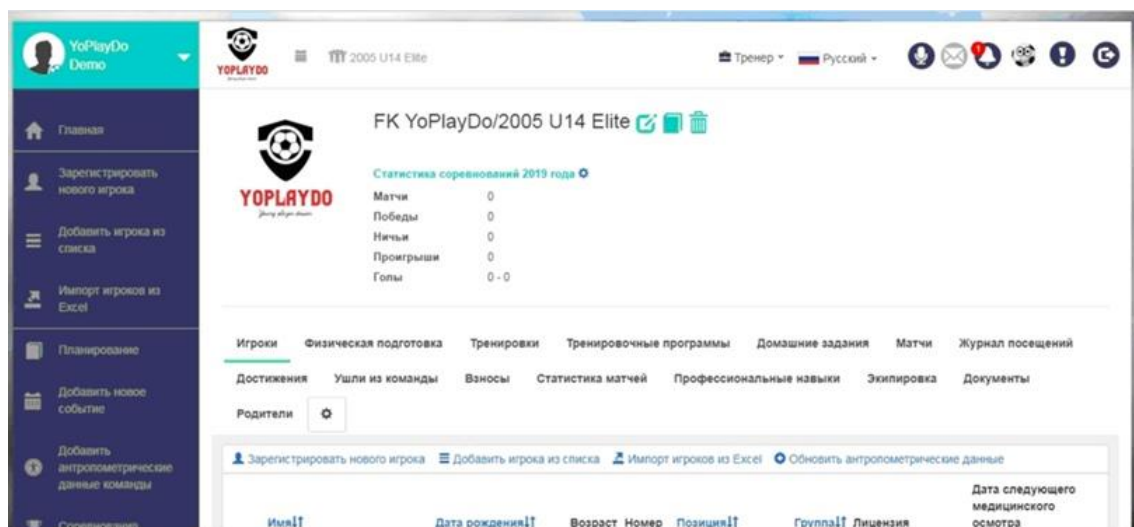 YoPlayDo
Demo
YOPLAYDO
2005 U14 Elite
Тренер
Русский
1
Главная
Зарегистрировать
нового игрока
Добавить игрока из
списка
Импорт игроков из
Excel
Планирование
Добавить новое
событие
Добавить
антропометрические
данные команды
Соревнование
YOPLAYDO
FK YoPlayDo/2005 U14 Elite
Статистика соревнований 2019 года
Матчи 0
Победы 0
Ничьи 0
Проигрыши 0
Голы 0 - 0
Игроки Физическая подготовка Тренировки Тренировочные программы Домашние задания Матчи Журнал посещений
Достижения Ушли из команды Взносы Статистика матчей Профессиональные навыки Экипировка Документы
Родители
Зарегистрировать нового игрока Добавить игрока из списка Импорт игроков из Excel Обновить антропометрические данные
Имя Дата рождения Возраст Номер Позиция Группа Лицензия
Дата следующего
медицинского
осмотра